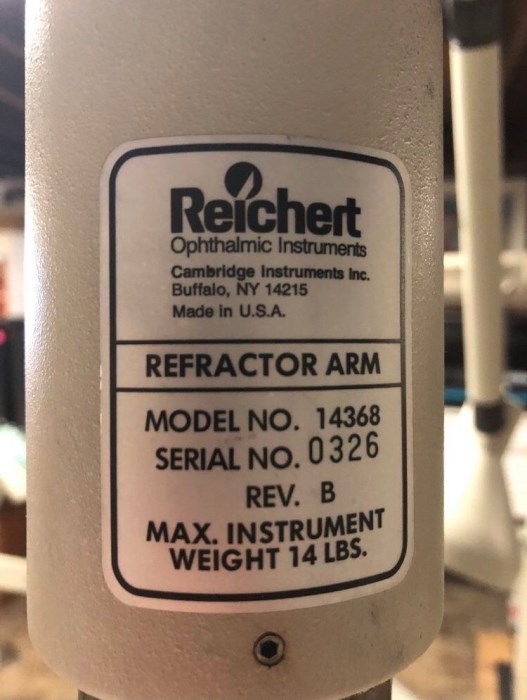 Reichert
Ophthalmic Instruments
Cambridge Instruments Inc.
Buffalo, NY 14215
Made in U.S.A.
REFRACTOR ARM
MODEL NO. 14368
SERIAL NO. 0326
REV. B
MAX. INSTRUMENT
WEIGHT 14 LBS.